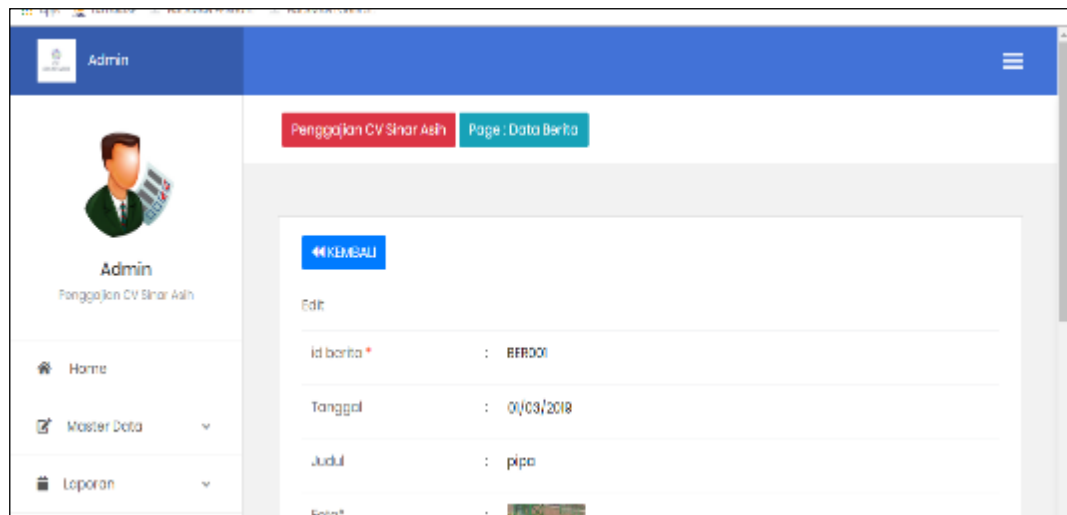 Admin
Penggajian CV Sinar Asih Page : Data Berita
Admin
Penggajian CV Sinar Asih
Home
Master Data
Laporan
KEMBALI
Edit
id berita * : BER001
Tanggal : 01/03/2019
Judul : pipa
: